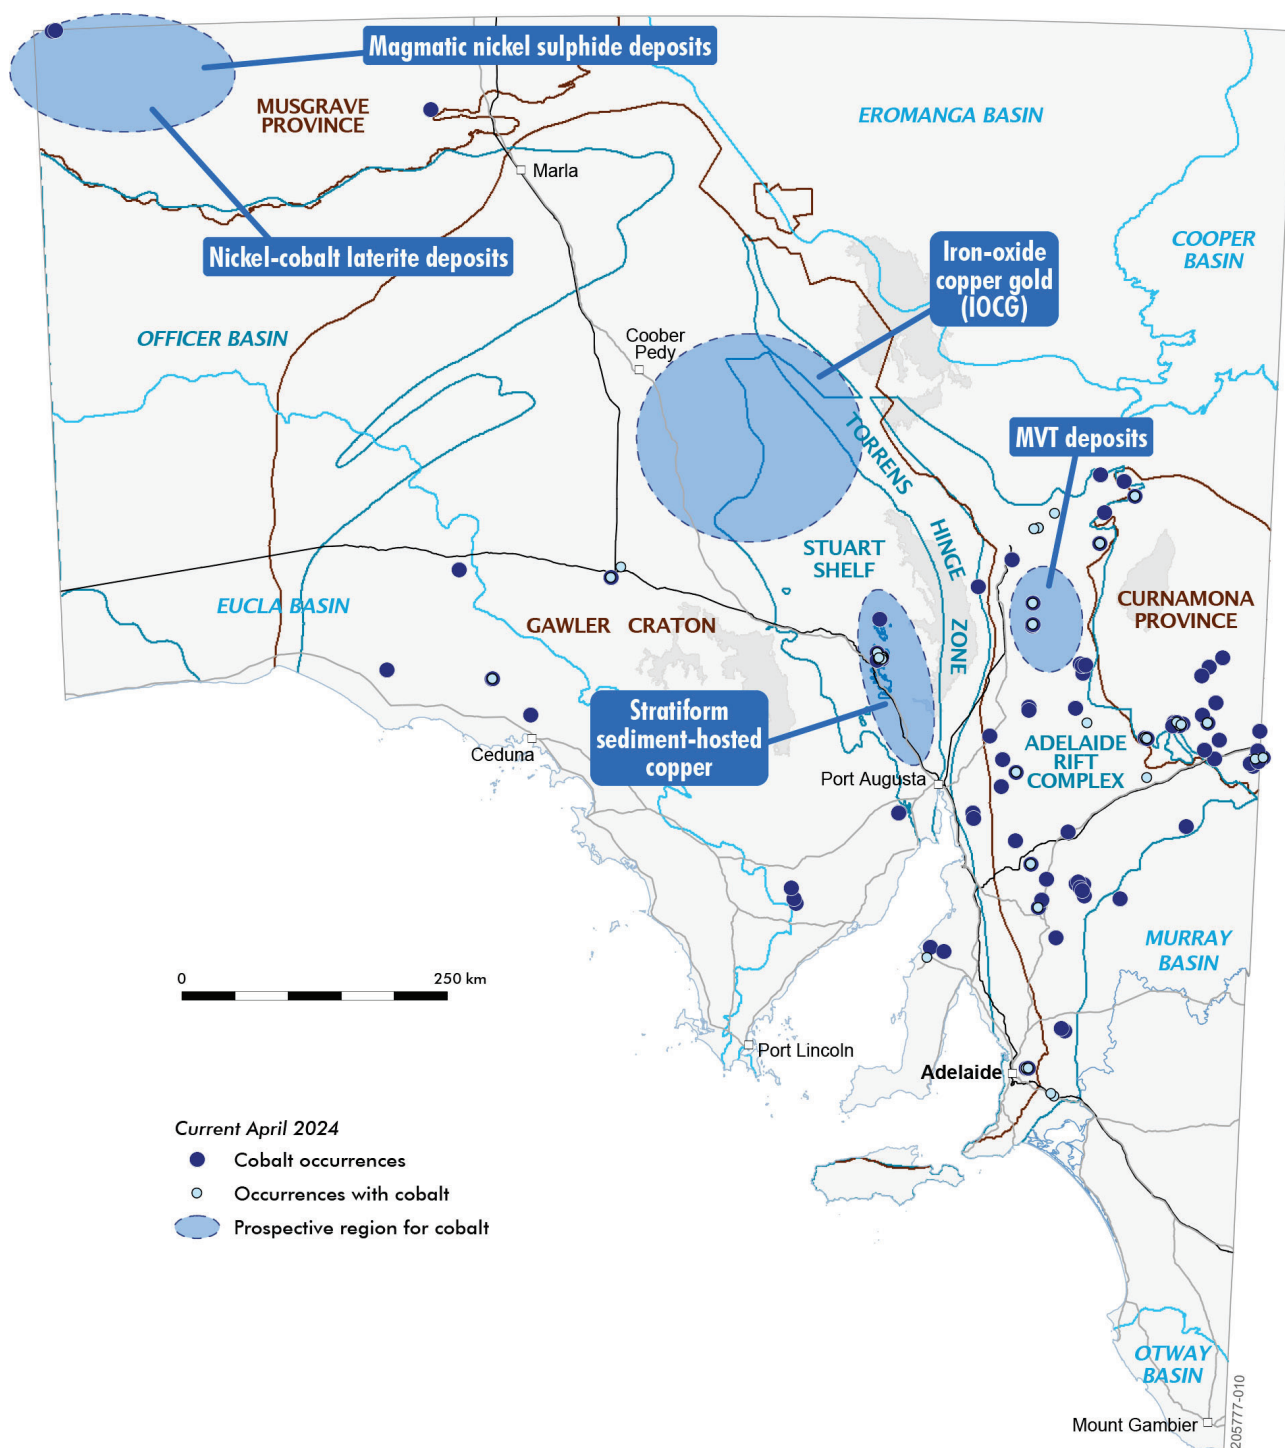 Magmatic nickel sulphide deposits
MUSGRAVE
PROVINCE
EROMANGA BASIN
Marla
COOPER
BASIN
Nickel-cobalt laterite deposits
Iron-oxide
copper gold
(IOCG)
OFFICER BASIN
Coober
Pedy
MVT deposits
TORRENS
HINGE
ZONE
STUART
SHELF
EUCLA BASIN
GAWLER CRATON
CURNAMONA
PROVINCE
Stratiform
sediment-hosted
copper
Ceduna
Port Augusta
ADELAIDE
RIFT
COMPLEX
MURRAY
BASIN
0 250 km
Port Lincoln
Adelaide
Current April 2024
Cobalt occurrences
Occurrences with cobalt
Prospective region for cobalt
OTWAY
BASIN
Mount Gambier
205777-010